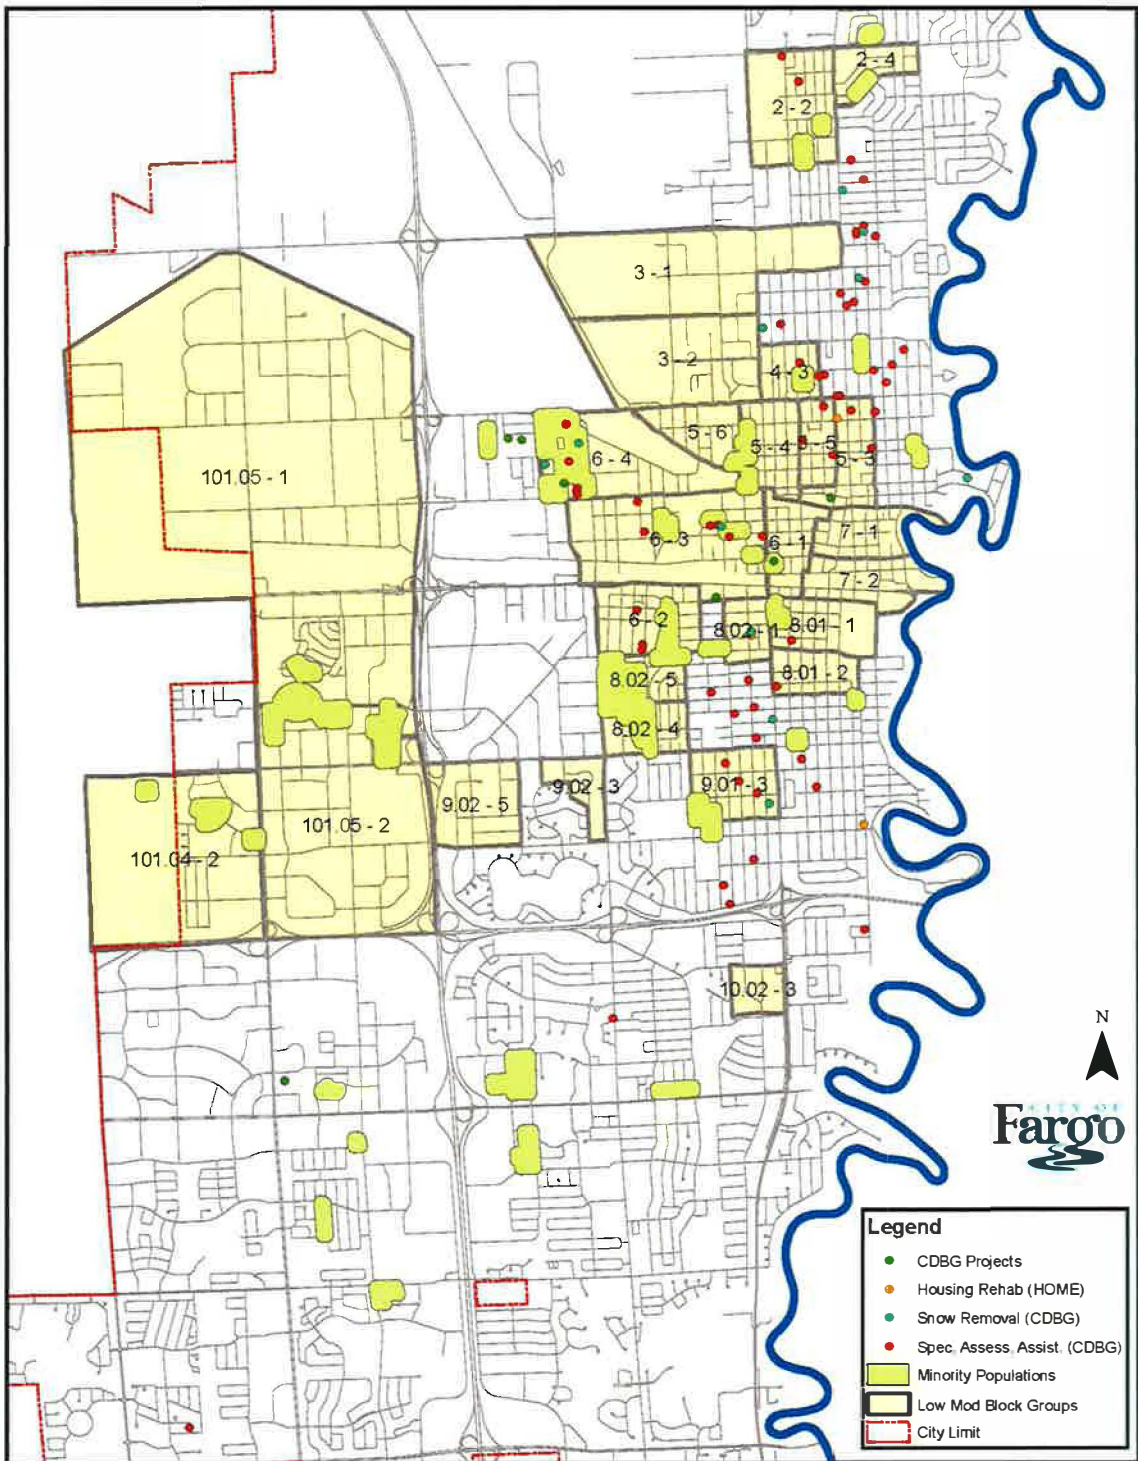 2 - 4
2 - 2
3 - 1
3 - 2
4 - 3
5 - 6
5 - 4
5 - 5
5 - 3
6 - 4
101.05 - 1
6 - 3
6 - 1
7 - 1
7 - 2
6 - 2
8.02 - 1
8.01 - 1
8.02 - 5
8.01 - 2
8.02 - 4
9.02 - 5
9.02 - 3
9.01 - 3
101.05 - 2
101.04 - 2
10.02 - 3
N
CITY OF
Fargo
Legend
CDBG Projects
Housing Rehab (HOME)
Snow Removal (CDBG)
Spec. Assess. Assist. (CDBG)
Minority Populations
Low Mod Block Groups
City Limit